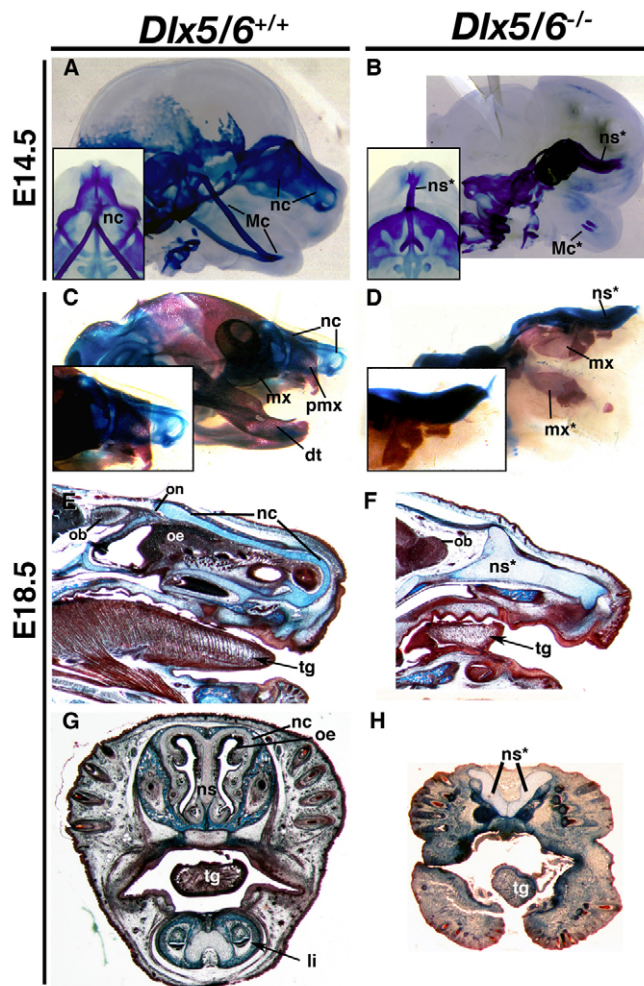 Dlx5/6+/+
Dlx5/6-/-
E14.5
A
nc
nc
Mc
B
ns*
ns*
Mc*
E18.5
C
nc
mx
pmx
dt
D
ns*
mx
mx*
E
on
nc
ob
oe
tg
F
ob
ns*
tg
G
nc
oe
ns
tg
li
H
ns*
tg